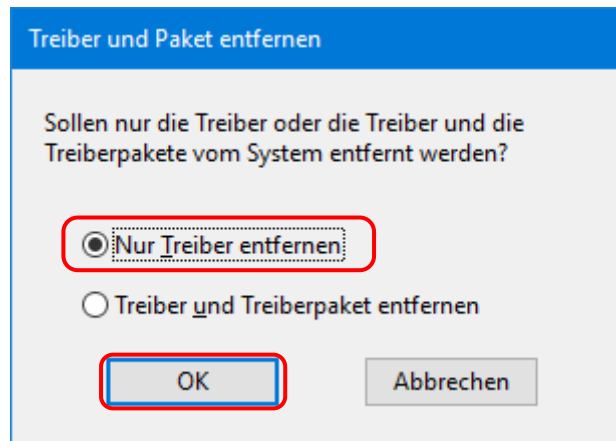 Treiber und Paket entfernen
Sollen nur die Treiber oder die Treiber und die
Treiberpakete vom System entfernt werden?
Nur Treiber entfernen
Treiber und Treiberpaket entfernen
OK Abbrechen